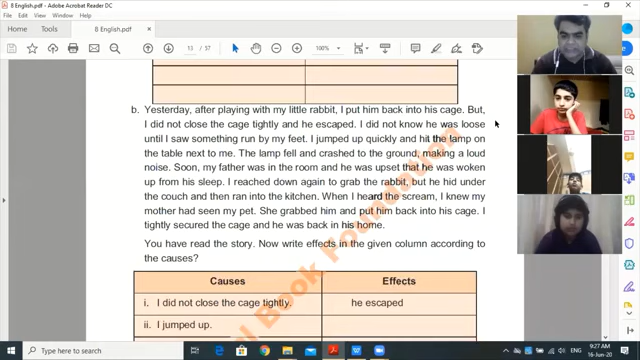 8 English.pdf - Adobe Acrobat Reader DC
File Edit View Window Help
Home Tools 8 English.pdf
13 / 57 100%
b. Yesterday, after playing with my little rabbit, I put him back into his cage. But,
I did not close the cage tightly and he escaped. I did not know he was loose
until I saw something run by my feet. I jumped up quickly and hit the lamp on
the table next to me. The lamp fell and crashed to the ground, making a loud
noise. Soon, my father was in the room and he was upset that he was woken
up from his sleep. I reached down again to grab the rabbit, but he hid under
the couch and then ran into the kitchen. When I heard the scream, I knew my
mother had seen my pet. She grabbed him and put him back into his cage. I
tightly secured the cage and he was back in his home.
You have read the story. Now write effects in the given column according to
the causes?
Causes Effects
i. I did not close the cage tightly. he escaped
ii. I jumped up.
Book Foundation
9:27 AM
16-Jun-20